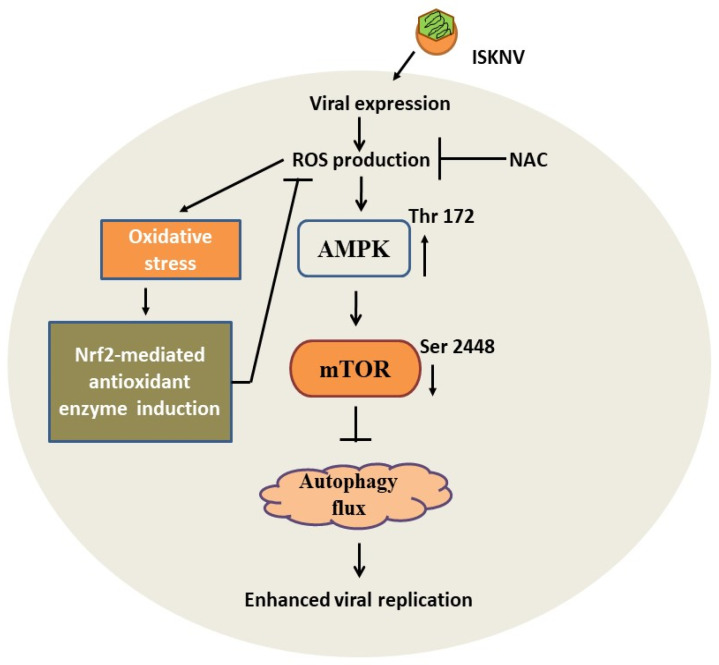 ISKNV
Viral expression
ROS production
NAC
Thr 172
AMPK
Oxidative
stress
Ser 2448
mTOR
Nrf2-mediated
antioxidant
enzyme induction
Autophagy
flux
Enhanced viral replication